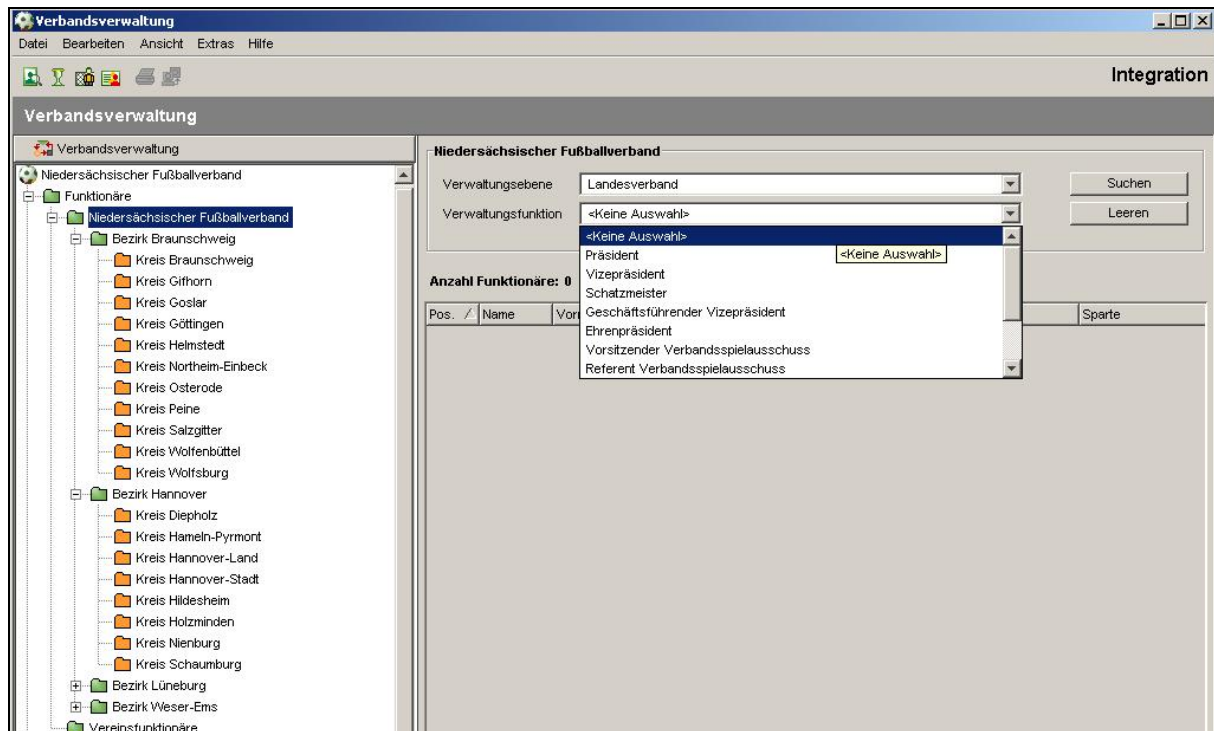 Verbandsverwaltung
Datei Bearbeiten Ansicht Extras Hilfe
Integration
Verbandsverwaltung
Verbandsverwaltung
Niedersächsischer Fußballverband
Funktionäre
Niedersächsischer Fußballverband
Bezirk Braunschweig
Kreis Braunschweig
Kreis Gifhorn
Kreis Goslar
Kreis Göttingen
Kreis Helmstedt
Kreis Northeim-Einbeck
Kreis Osterode
Kreis Peine
Kreis Salzgitter
Kreis Wolfenbüttel
Kreis Wolfsburg
Bezirk Hannover
Kreis Diepholz
Kreis Hameln-Pyrmont
Kreis Hannover-Land
Kreis Hannover-Stadt
Kreis Hildesheim
Kreis Holzminden
Kreis Nienburg
Kreis Schaumburg
Bezirk Lüneburg
Bezirk Weser-Ems
Vereinsfunktionäre
Niedersächsischer Fußballverband
Verwaltungsebene Landesverband Suchen
Verwaltungsfunktion <Keine Auswahl> Leeren
<Keine Auswahl>
Präsident <Keine Auswahl>
Vizepräsident
Schatzmeister
Geschäftsführender Vizepräsident
Ehrenpräsident
Vorsitzender Verbandsspielausschuss
Referent Verbandsspielausschuss
Anzahl Funktionäre: 0
Pos. Name Vor Sparte